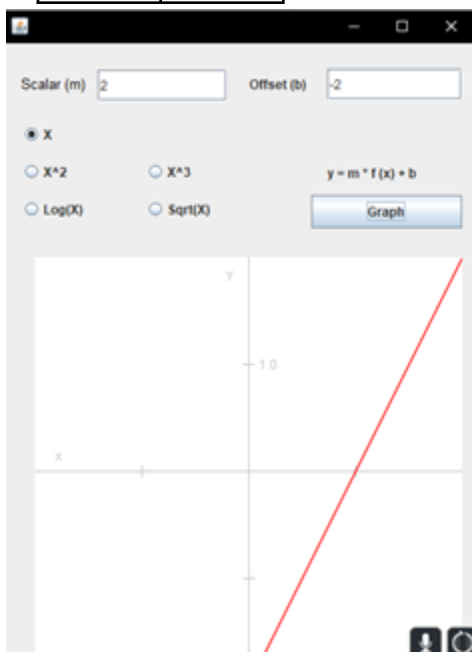 Scalar (m) 2 Offset (b) -2
X
X^2 X^3 y = m * f (x) + b
Log(X) Sqrt(X) Graph
y
1.0
x